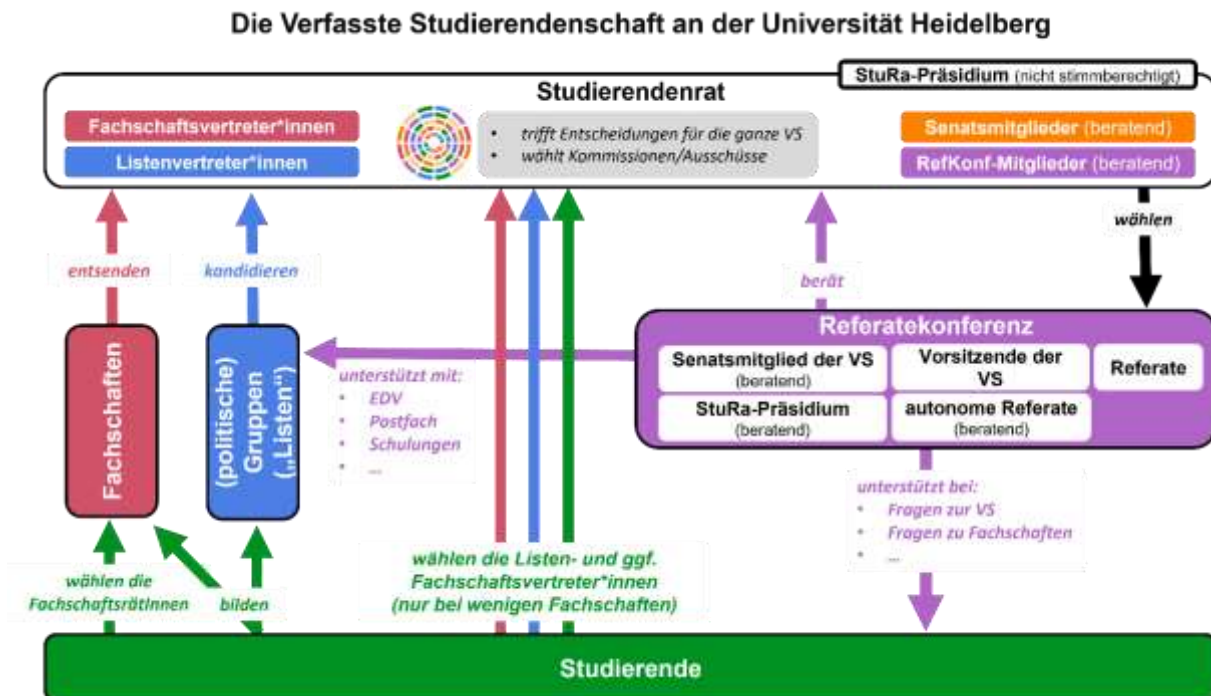 Die Verfasste Studierendenschaft an der Universität Heidelberg
StuRa-Präsidium (nicht stimmberechtigt)
Studierendenrat
Fachschaftsvertreter*innen
Listenvertreter*innen
• trifft Entscheidungen für die ganze VS
• wählt Kommissionen/Ausschüsse
Senatsmitglieder (beratend)
RefKonf-Mitglieder (beratend)
entsenden
kandidieren
berät
wählen
Fachschaften
(politische)
Gruppen
(„Listen“)
unterstützt mit:
• EDV
• Postfach
• Schulungen
• ...
Referatekonferenz
Senatsmitglied der VS
(beratend)
Vorsitzende der
VS
Referate
StuRa-Präsidium
(beratend)
autonome Referate
(beratend)
unterstützt bei:
• Fragen zur VS
• Fragen zu Fachschaften
• ...
wählen die
FachschaftsrätInnen
bilden
wählen die Listen- und ggf.
Fachschaftsvertreter*innen
(nur bei wenigen Fachschaften)
Studierende